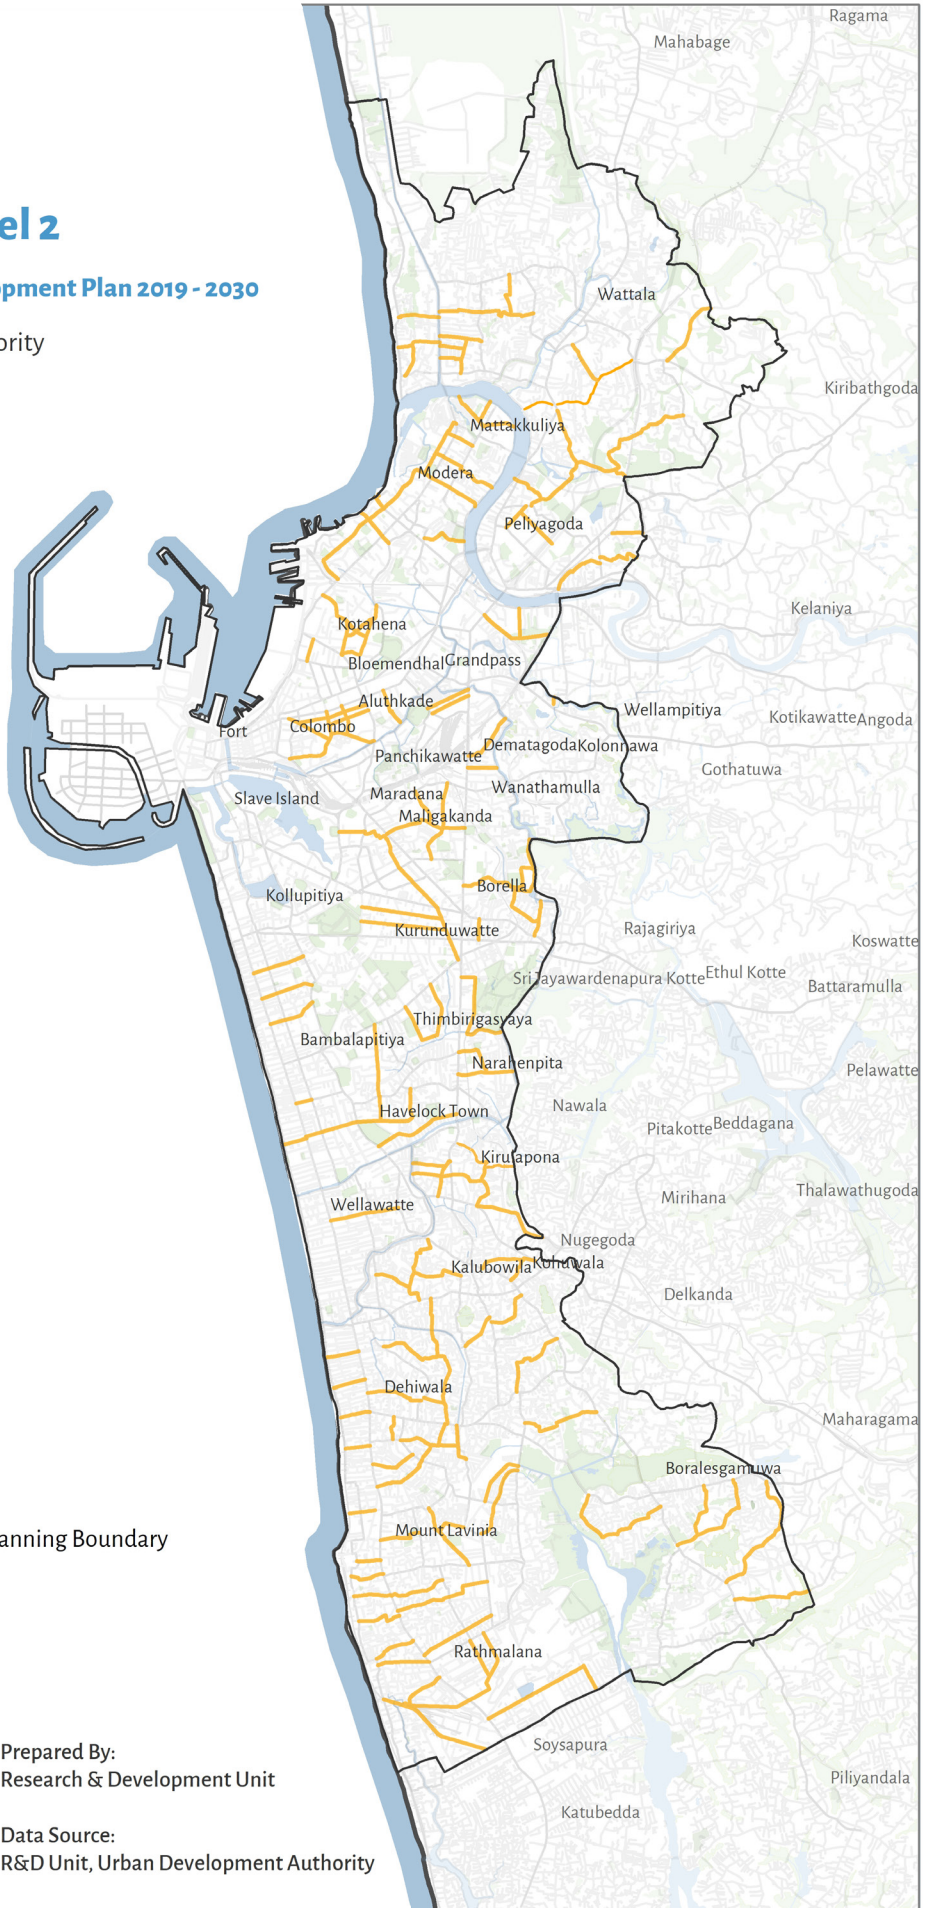 Ragama
Mahabage
el 2
opment Plan 2019 - 2030
Wattala
ority
Kiribathgoda
Mattakkuliya
Modera
Peliyagoda
Kelaniya
Kotahena
Bloemendhal
Grandpass
Aluthkade
Wellampitiya
Kotikawatte
Angoda
Fort
Colombo
Dematagoda
Kolonnawa
Panchikawatte
Gothatuwa
Wanathamulla
Slave Island
Maradana
Maligakanda
Borella
Kollupitiya
Kurunduwatte
Rajagiriya
Koswatte
Sri Jayawardenapura Kotte
Ethul Kotte
Battaramulla
Thimbirigasyaya
Bambalapitiya
Narahenpita
Pelawatte
Nawala
Havelock Town
Pitakotte
Beddagana
Kirulapona
Thalawathugoda
Mirihana
Wellawatte
Nugegoda
Kalubowila
Kohuwala
Delkanda
Dehiwala
Maharagama
Boralesgamuwa
Mount Lavinia
anning Boundary
Rathmalana
Soysapura
Prepared By:
Research & Development Unit
Piliyandala
Katubedda
Data Source:
R&D Unit, Urban Development Authority